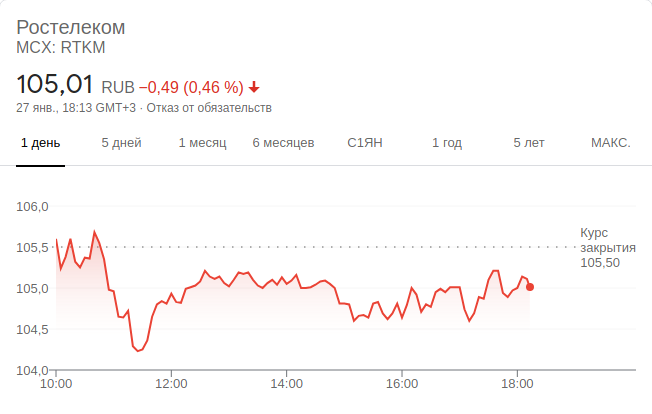 Ростелеком
MCX: RTKM
105,01 RUB −0,49 (0,46 %)
27 янв., 18:13 GMT+3 · Отказ от обязательств
1 день 5 дней 1 месяц 6 месяцев С1ЯН 1 год 5 лет МАКС.
106,0
105,5
105,0
104,5
104,0
Курс
закрытия
105,50
10:00 12:00 14:00 16:00 18:00